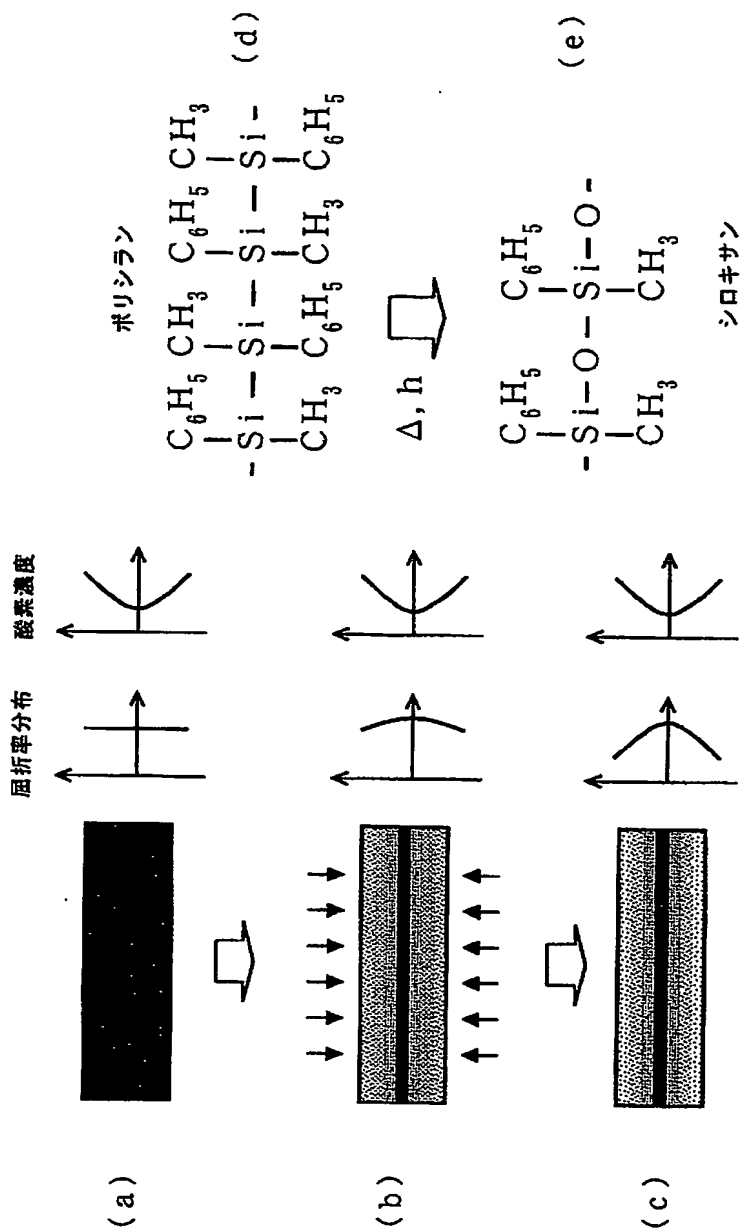 屈折率分布
酸素濃度
(a)
(b)
(c)
ポリシラン
C6H5 CH3 C6H5 CH3
- Si — Si — Si — Si -
CH3 C6H5 CH3 C6H5
(d)
Δ, h
C6H5 C6H5
- Si — O — Si — O -
CH3 CH3
(e)
シロキサン